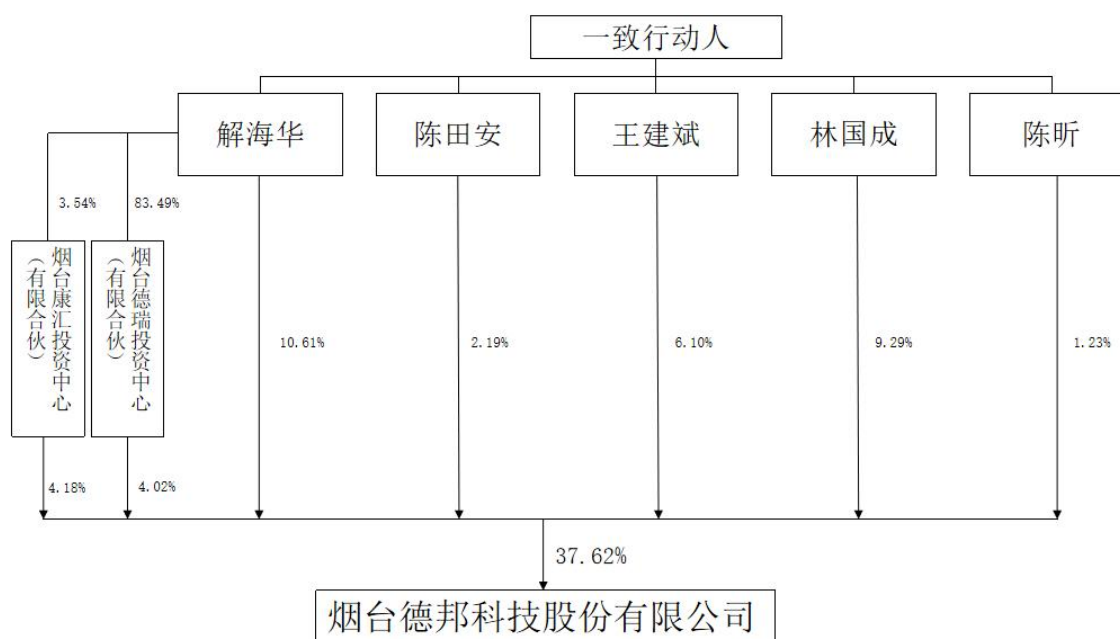 一致行动人
解海华
陈田安
王建斌
林国成
陈昕
3.54%
83.49%
烟台康汇投资中心
（有限合伙）
烟台德瑞投资中心
（有限合伙）
10.61%
2.19%
6.10%
9.29%
1.23%
4.18%
4.02%
37.62%
烟台德邦科技股份有限公司